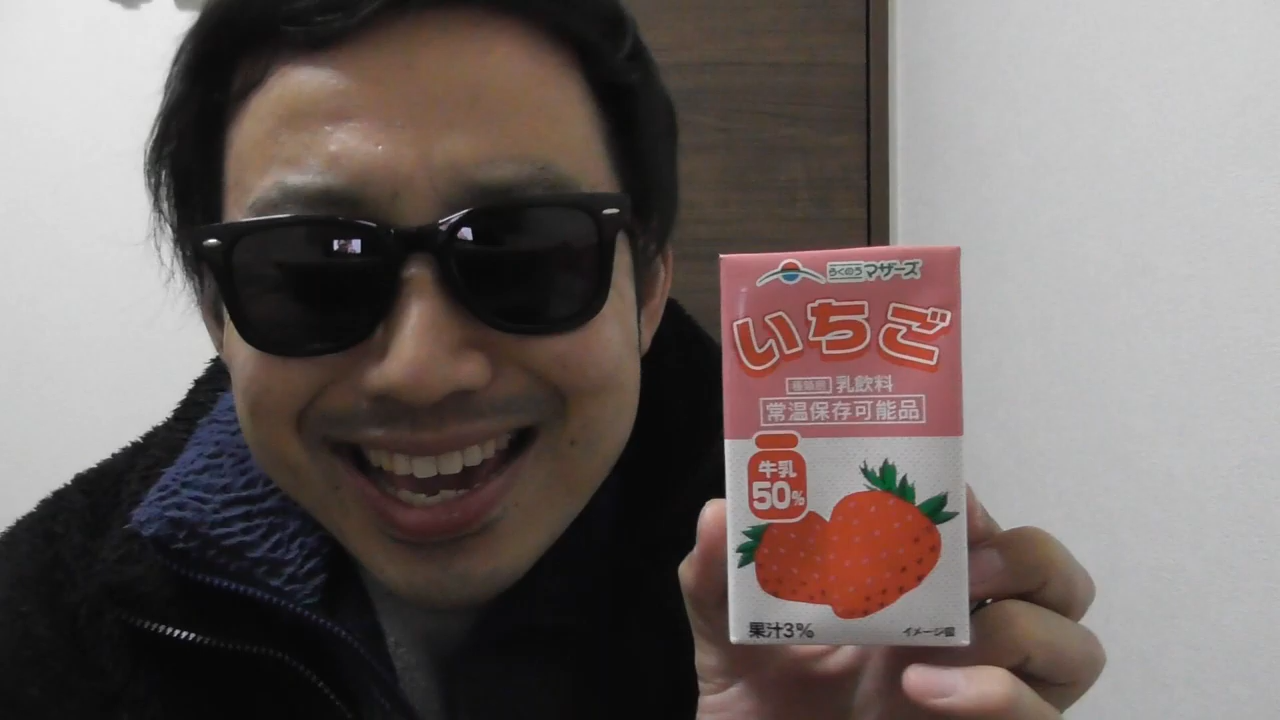 らくのうマザーズ
いちご
種類別 乳飲料
常温保存可能品
牛乳
50%
果汁3% イメージ図